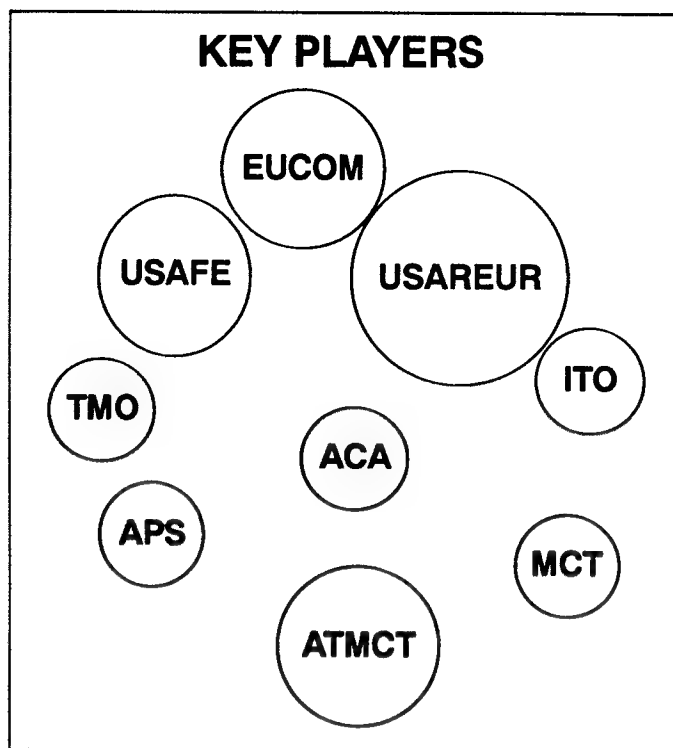 KEY PLAYERS
EUCOM
USAFE
USAREUR
ITO
TMO
ACA
APS
MCT
ATMCT